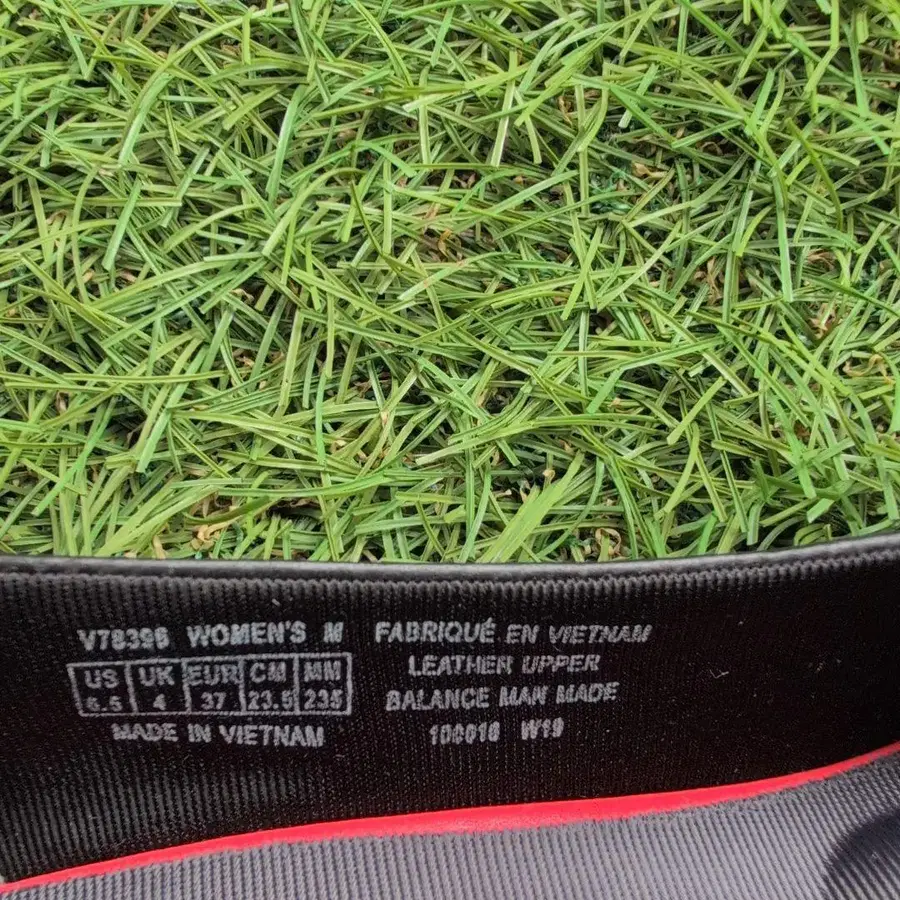 V78396 WOMEN'S M
US UK EUR CM MM
6.5 4 37 23.5 235
MADE IN VIETNAM
FABRIQUÉ EN VIETNAM
LEATHER UPPER
BALANCE MAN MADE
W19